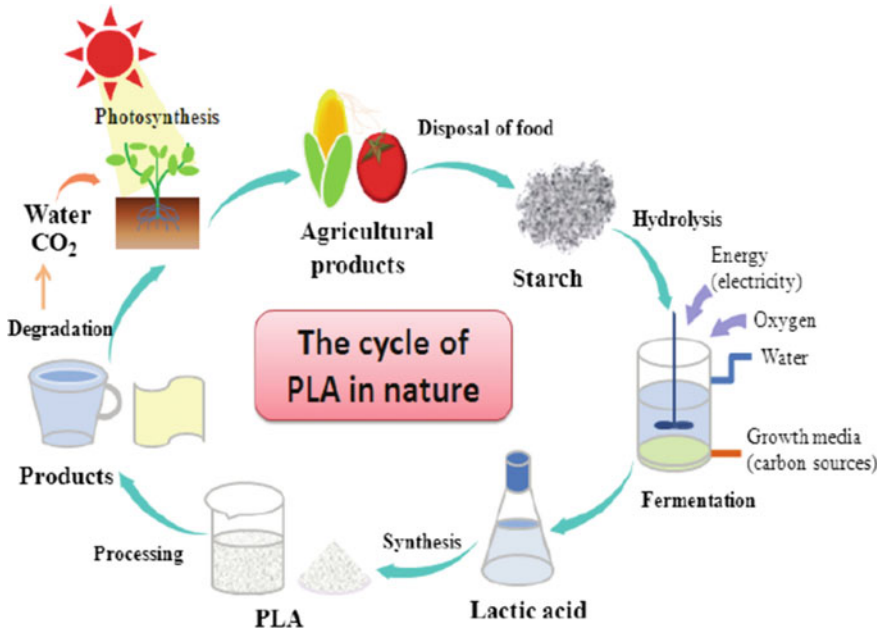 Photosynthesis
Disposal of food
Water
CO₂
Agricultural
products
Starch
Hydrolysis
Energy
(electricity)
Oxygen
Water
Growth media
(carbon sources)
Fermentation
Degradation
The cycle of
PLA in nature
Products
Processing
PLA
Synthesis
Lactic acid